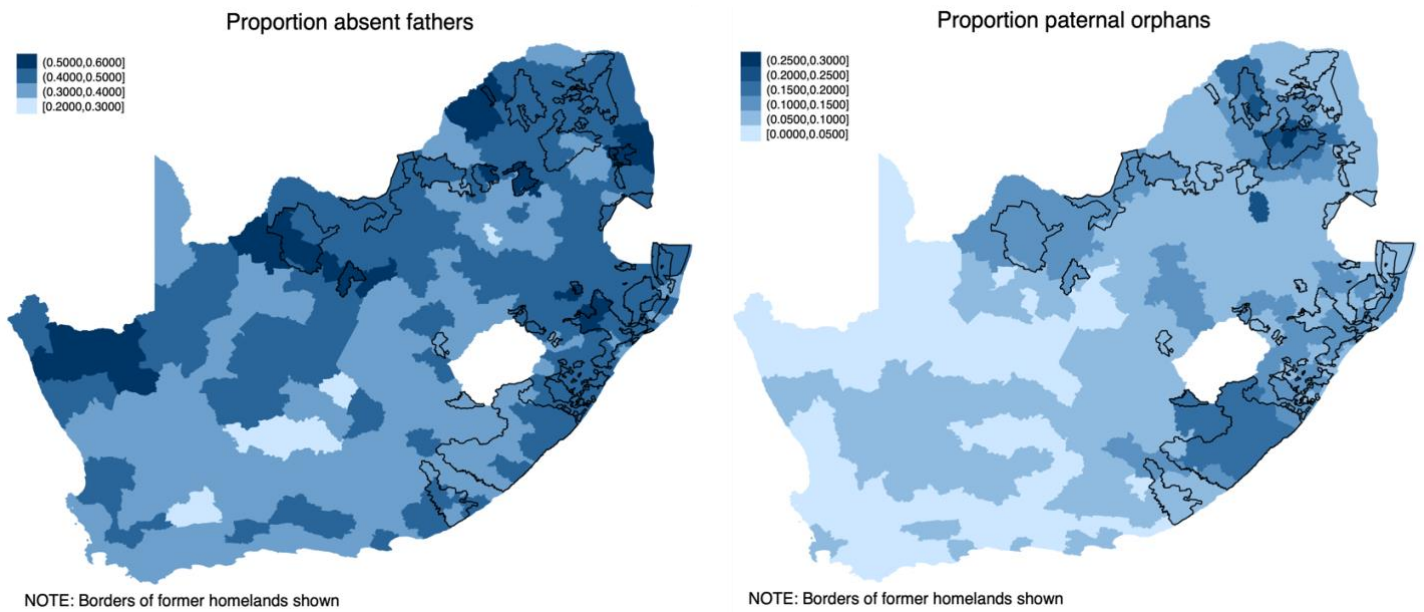 Proportion absent fathers
(0.5000,0.6000]
(0.4000,0.5000]
(0.3000,0.4000]
[0.2000,0.3000]
NOTE: Borders of former homelands shown
Proportion paternal orphans
(0.2500,0.3000]
(0.2000,0.2500]
(0.1500,0.2000]
(0.1000,0.1500]
(0.0500,0.1000]
[0.0000,0.0500]
NOTE: Borders of former homelands shown